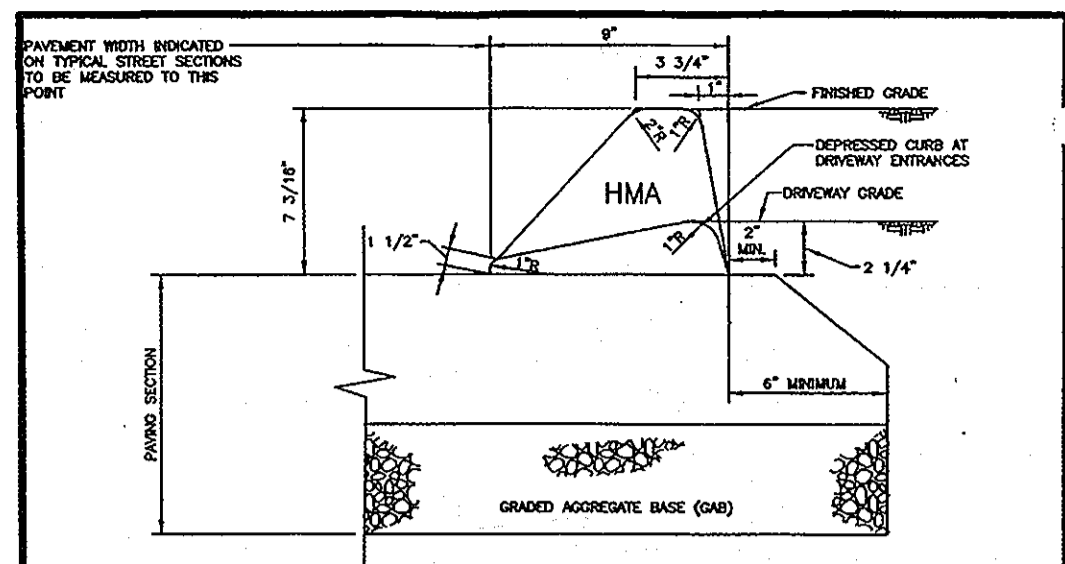 PAVEMENT WIDTH INDICATED
ON TYPICAL STREET SECTIONS
TO BE MEASURED TO THIS
POINT
9"
3 3/4"
1"
FINISHED GRADE
2"R
1"R
DEPRESSED CURB AT
DRIVEWAY ENTRANCES
HMA
DRIVEWAY GRADE
7 3/16"
1 1/2"
1"R
1"R
2"
MIN.
2 1/4"
6" MINIMUM
PAVING SECTION
GRADED AGGREGATE BASE (GAB)